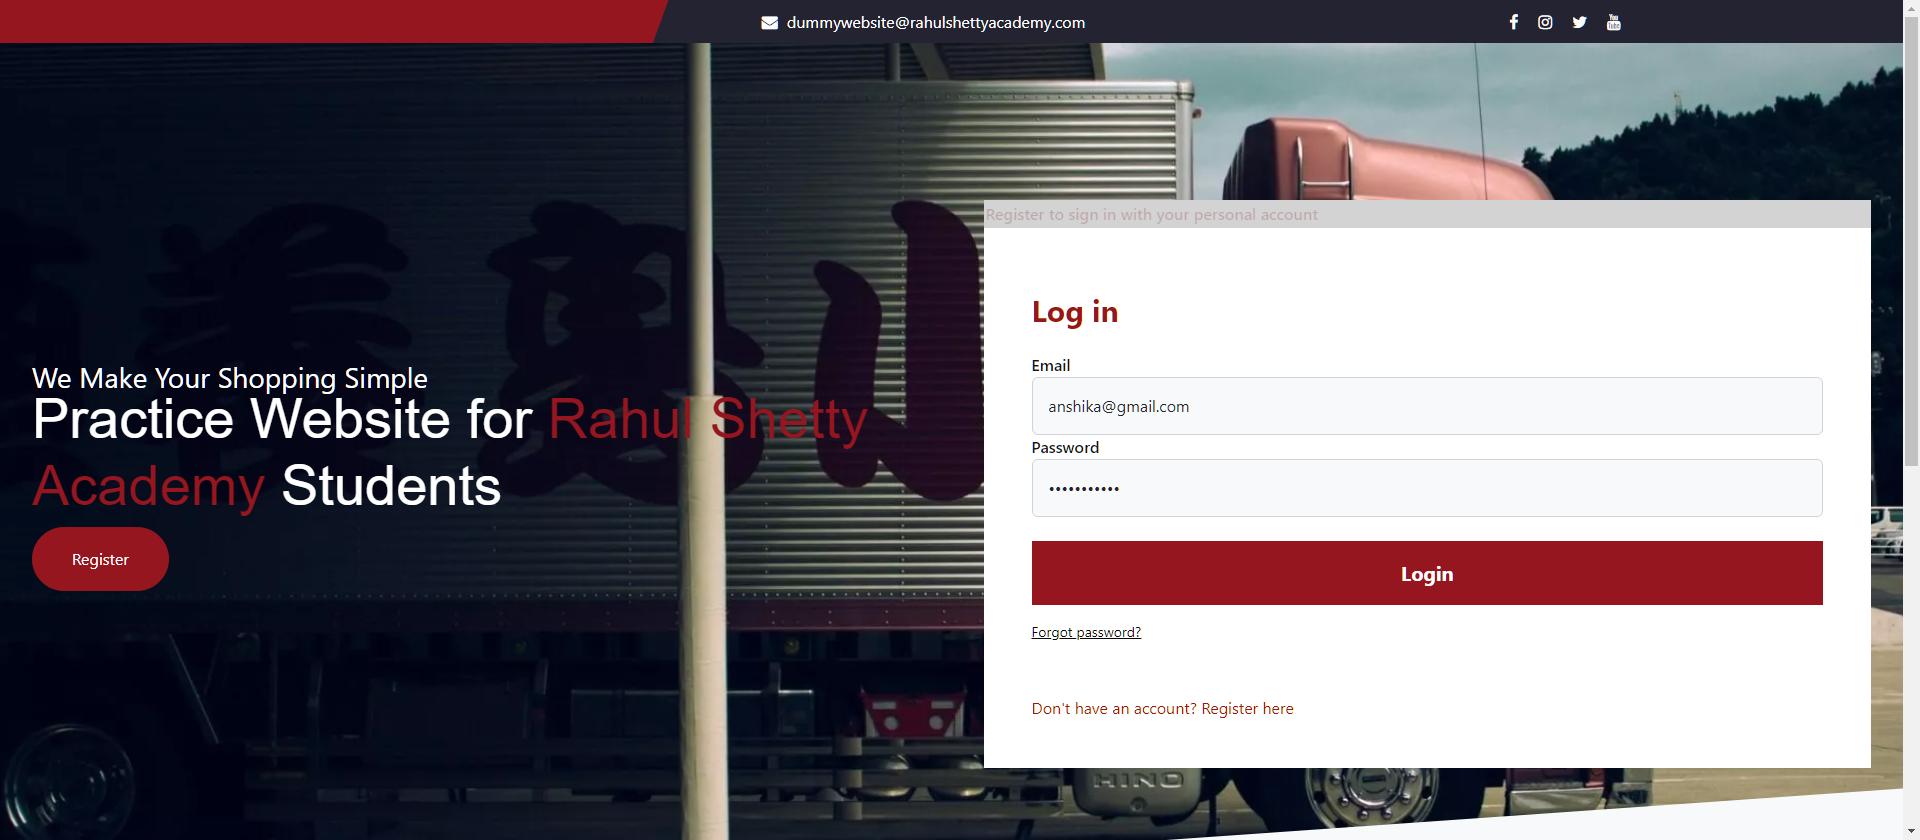 dummywebsite@rahulshettyacademy.com
Register to sign in with your personal account
We Make Your Shopping Simple
Practice Website for Rahul Shetty
Academy Students
Register
Log in
Email
anshika@gmail.com
Password
•••••••••••
Login
Forgot password?
Don't have an account? Register here
HINO